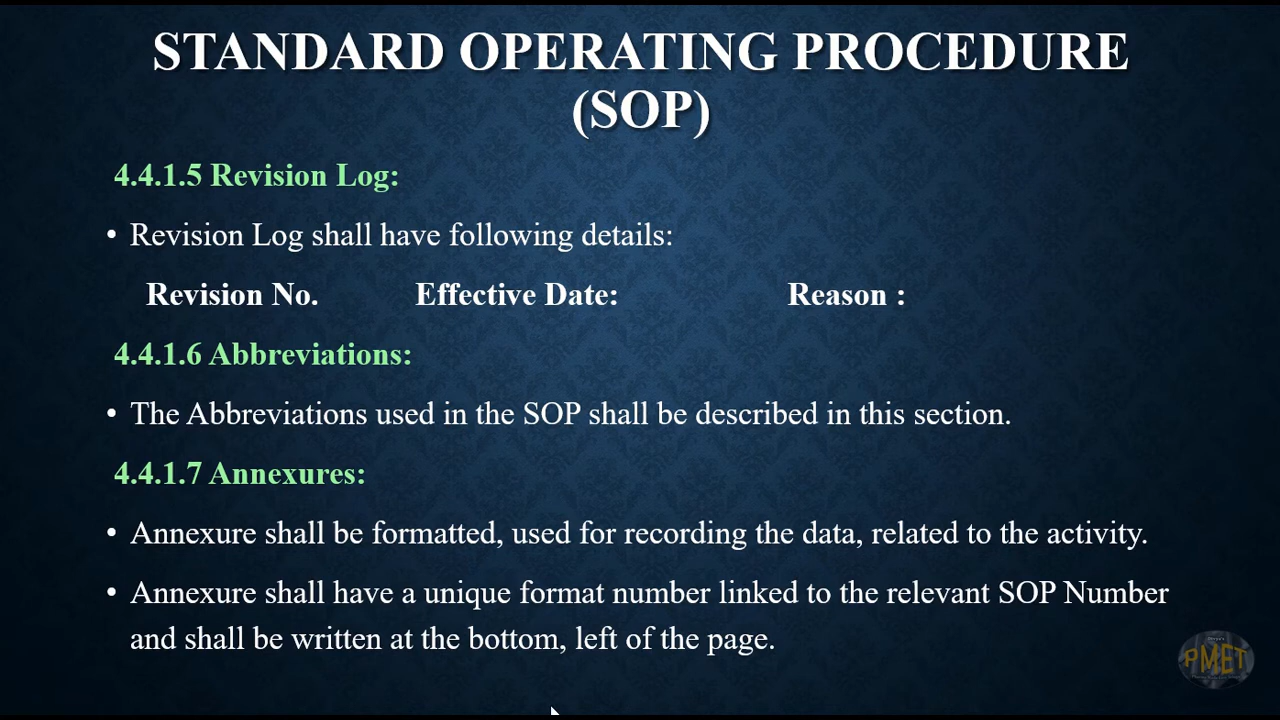 STANDARD OPERATING PROCEDURE
(SOP)
4.4.1.5 Revision Log:
• Revision Log shall have following details:
Revision No. Effective Date: Reason :
4.4.1.6 Abbreviations:
• The Abbreviations used in the SOP shall be described in this section.
4.4.1.7 Annexures:
• Annexure shall be formatted, used for recording the data, related to the activity.
• Annexure shall have a unique format number linked to the relevant SOP Number
and shall be written at the bottom, left of the page.
PMET